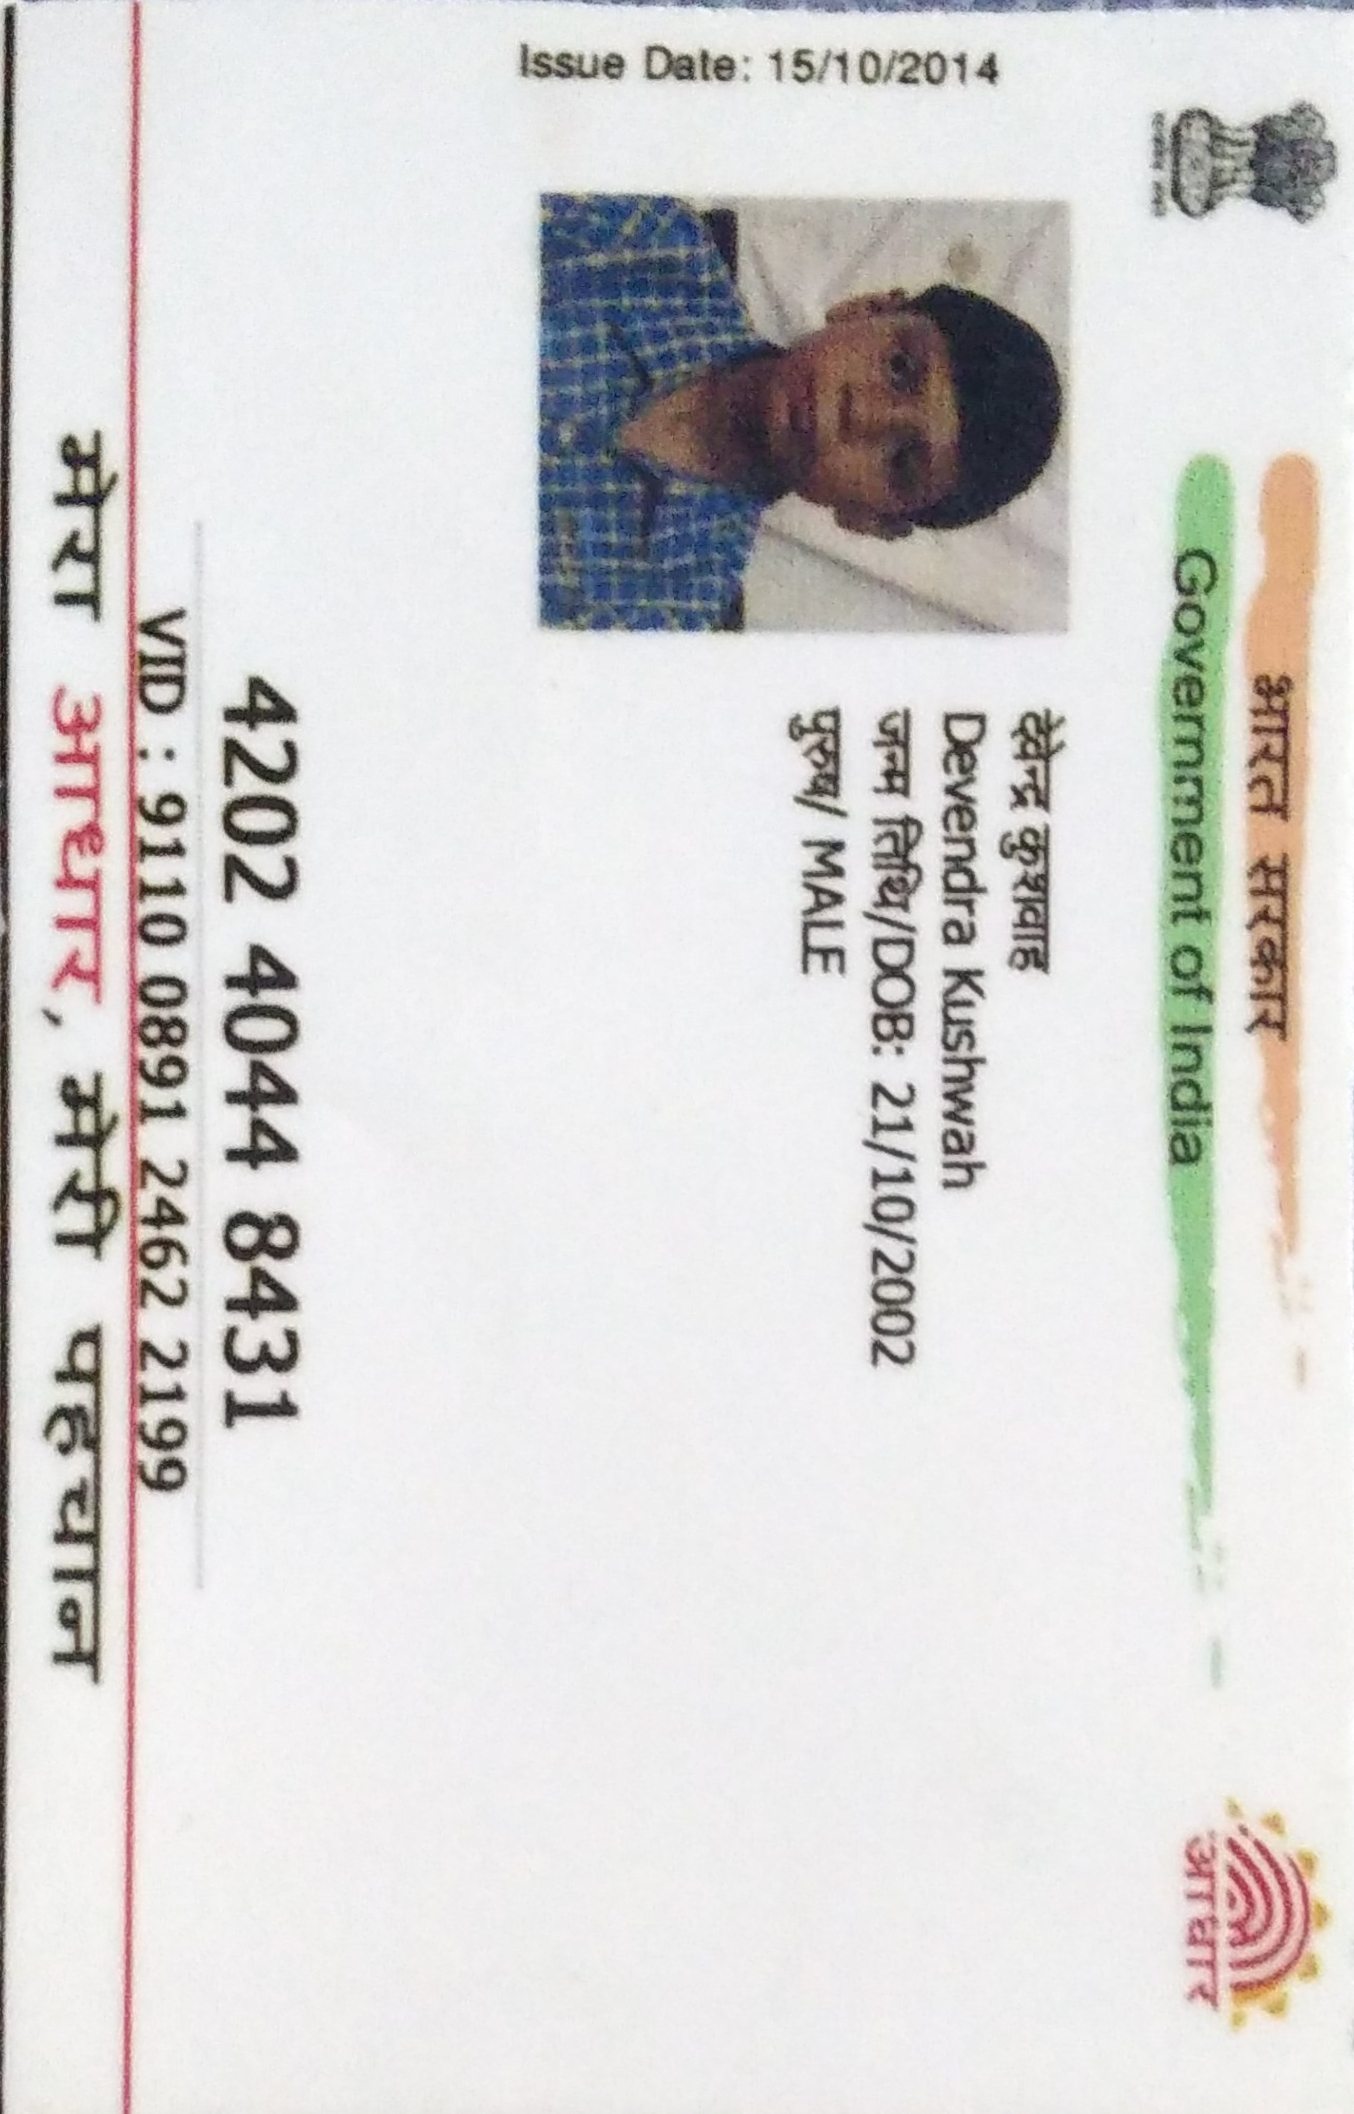 भारत सरकार
Government of India
Issue Date: 15/10/2014
देवेन्द्र कुशवाह
Devendra Kushwah
जन्म तिथि/DOB: 21/10/2002
पुरुष/ MALE
आधार
4202 4044 8431
VID : 9110 0891 2462 2199
मेरा आधार, मेरी पहचान